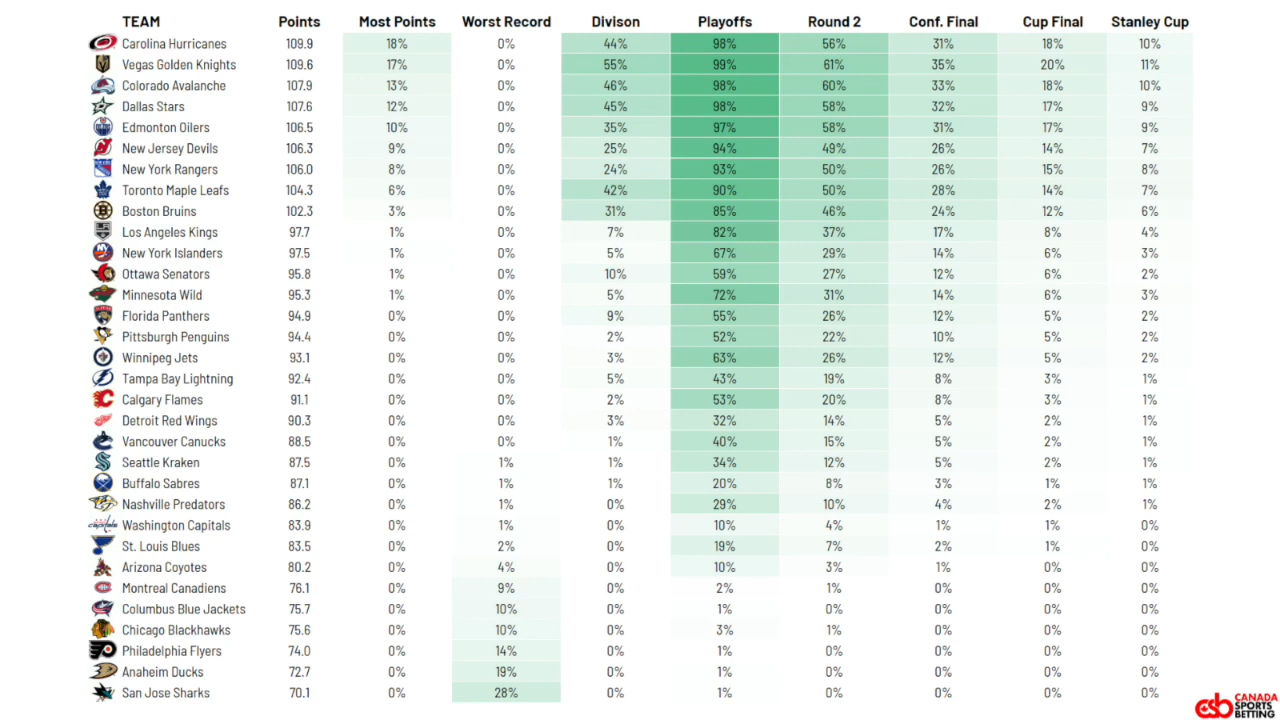 TEAM Points Most Points Worst Record Divison Playoffs Round 2 Conf. Final Cup Final Stanley Cup
Carolina Hurricanes 109.9 18% 0% 44% 98% 56% 31% 18% 10%
Vegas Golden Knights 109.6 17% 0% 55% 99% 61% 35% 20% 11%
Colorado Avalanche 107.9 13% 0% 46% 98% 60% 33% 18% 10%
Dallas Stars 107.6 12% 0% 45% 98% 58% 32% 17% 9%
Edmonton Oilers 106.5 10% 0% 35% 97% 58% 31% 17% 9%
New Jersey Devils 106.3 9% 0% 25% 94% 49% 26% 14% 7%
New York Rangers 106.0 8% 0% 24% 93% 50% 26% 15% 8%
Toronto Maple Leafs 104.3 6% 0% 42% 90% 50% 28% 14% 7%
Boston Bruins 102.3 3% 0% 31% 85% 46% 24% 12% 6%
Los Angeles Kings 97.7 1% 0% 7% 82% 37% 17% 8% 4%
New York Islanders 97.5 1% 0% 5% 67% 29% 14% 6% 3%
Ottawa Senators 95.8 1% 0% 10% 59% 27% 12% 6% 2%
Minnesota Wild 95.3 1% 0% 5% 72% 31% 14% 6% 3%
Florida Panthers 94.9 0% 0% 9% 55% 26% 12% 5% 2%
Pittsburgh Penguins 94.4 0% 0% 2% 52% 22% 10% 5% 2%
Winnipeg Jets 93.1 0% 0% 3% 63% 26% 12% 5% 2%
Tampa Bay Lightning 92.4 0% 0% 5% 43% 19% 8% 3% 1%
Calgary Flames 91.1 0% 0% 2% 53% 20% 8% 3% 1%
Detroit Red Wings 90.3 0% 0% 3% 32% 14% 5% 2% 1%
Vancouver Canucks 88.5 0% 0% 1% 40% 15% 5% 2% 1%
Seattle Kraken 87.5 0% 1% 1% 34% 12% 5% 2% 1%
Buffalo Sabres 87.1 0% 1% 1% 20% 8% 3% 1% 1%
Nashville Predators 86.2 0% 1% 0% 29% 10% 4% 2% 1%
capitals Washington Capitals 83.9 0% 1% 0% 10% 4% 1% 1% 0%
St. Louis Blues 83.5 0% 2% 0% 19% 7% 2% 1% 0%
Arizona Coyotes 80.2 0% 4% 0% 10% 3% 1% 0% 0%
Montreal Canadiens 76.1 0% 9% 0% 2% 1% 0% 0% 0%
Columbus Blue Jackets 75.7 0% 10% 0% 1% 0% 0% 0% 0%
Chicago Blackhawks 75.6 0% 10% 0% 3% 1% 0% 0% 0%
Philadelphia Flyers 74.0 0% 14% 0% 1% 0% 0% 0% 0%
Anaheim Ducks 72.7 0% 19% 0% 1% 0% 0% 0% 0%
San Jose Sharks 70.1 0% 28% 0% 1% 0% 0% 0% 0%
csb CANADA
SPORTS
BETTING